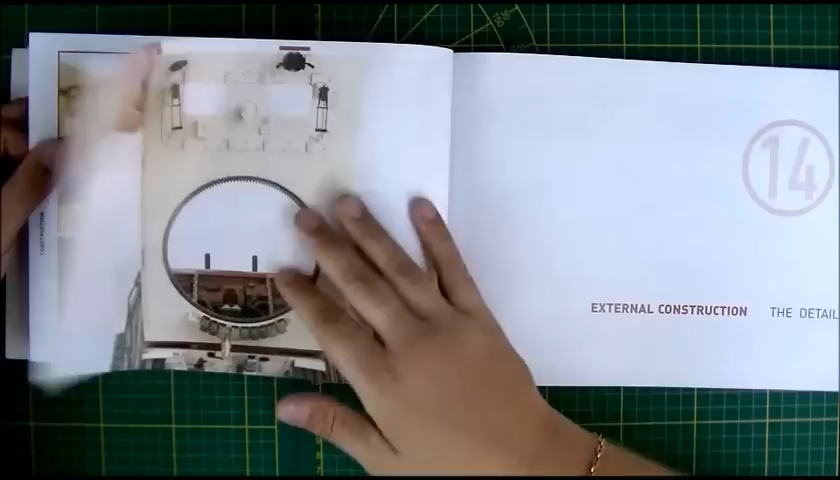 14
EXTERNAL CONSTRUCTION THE DETAIL